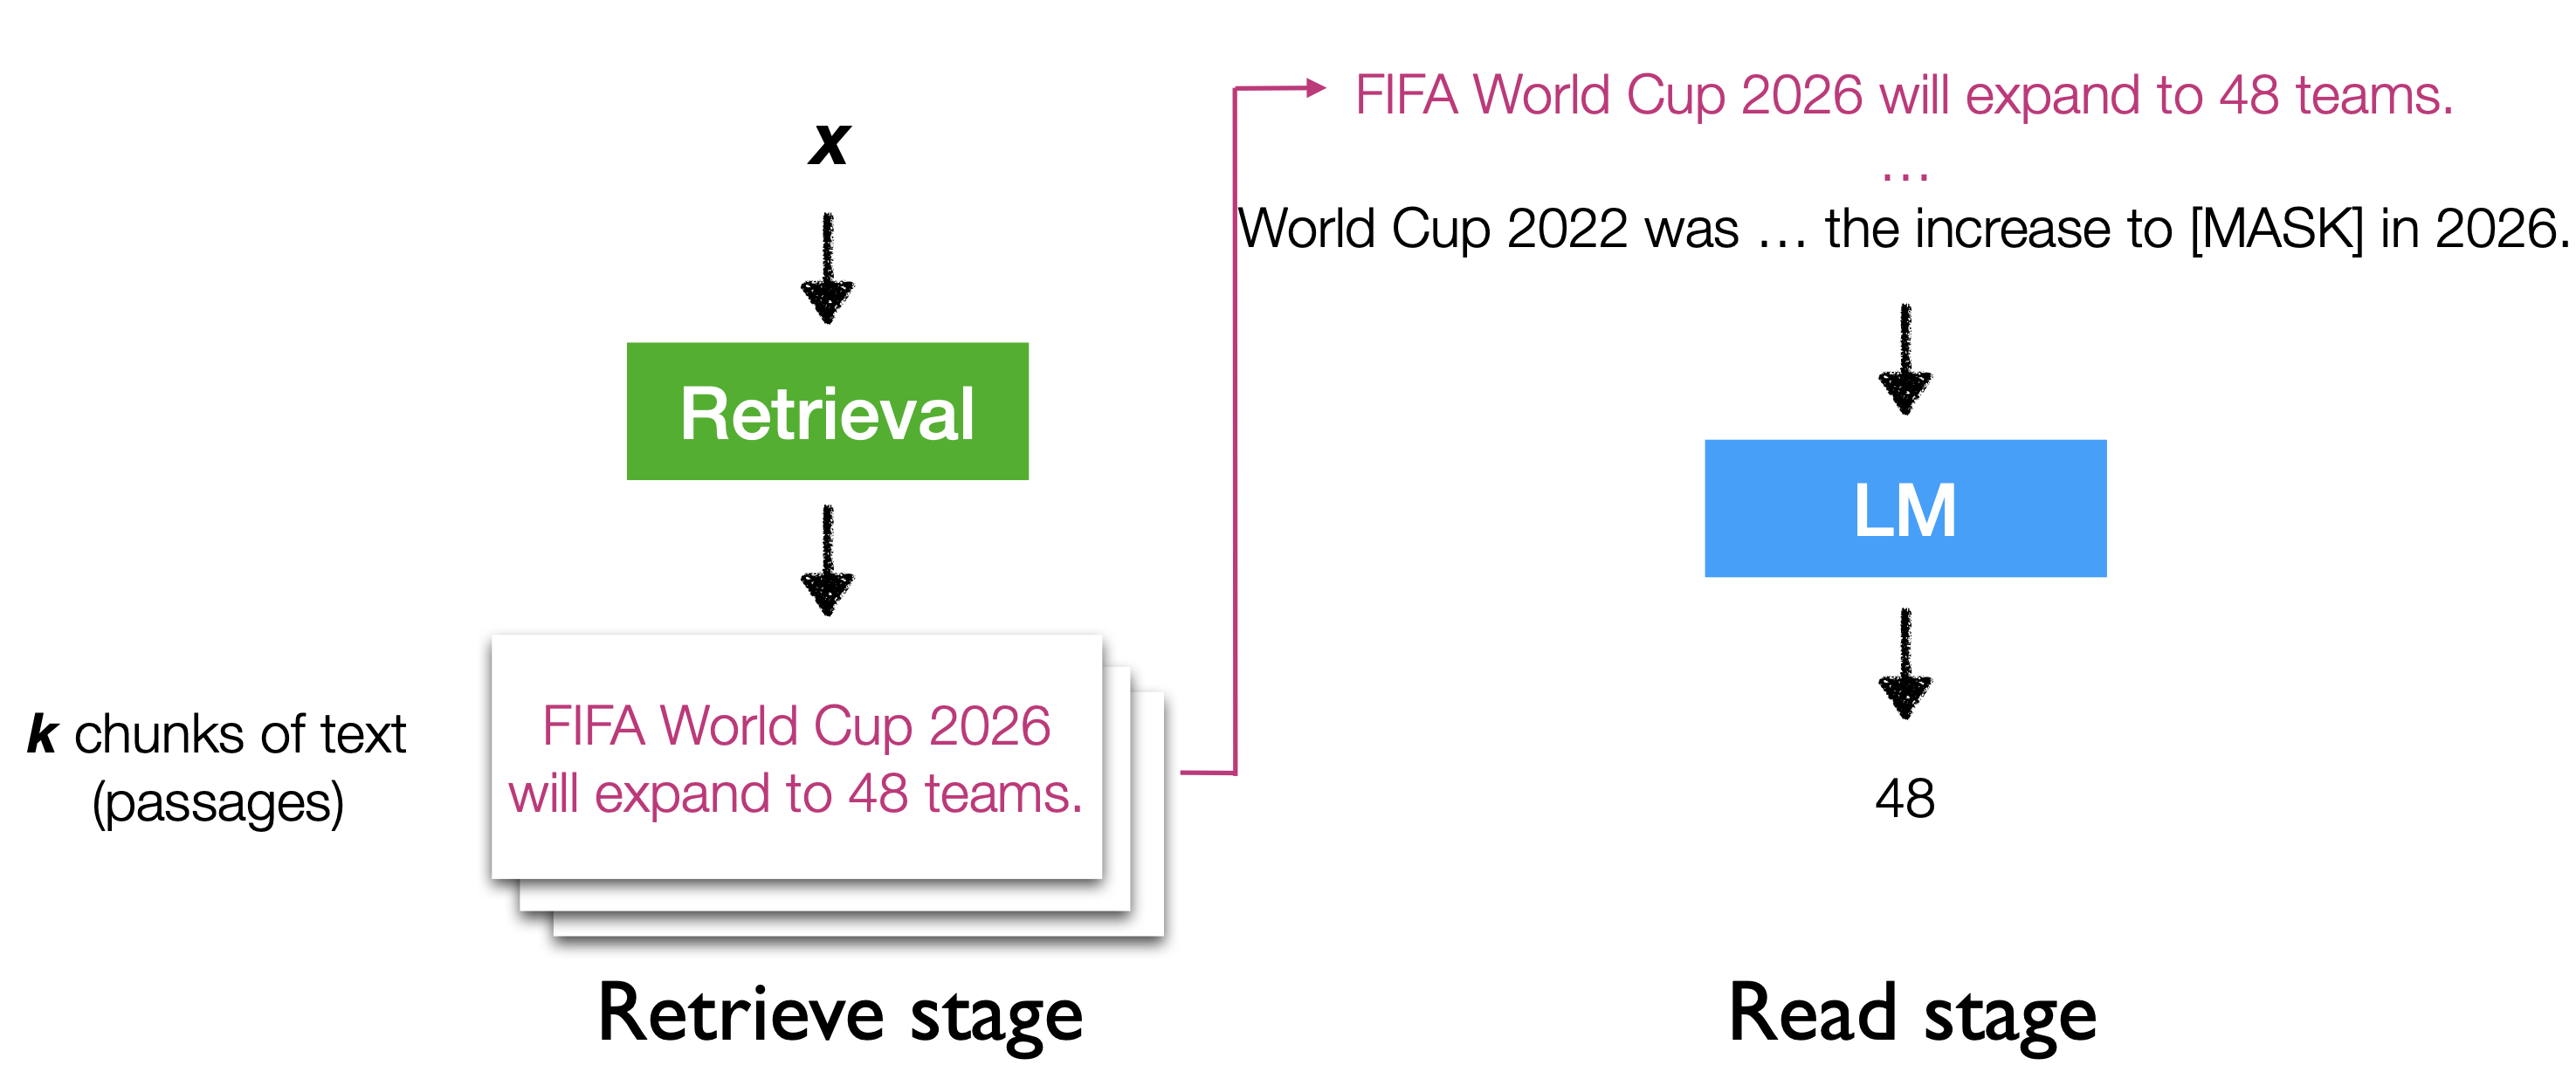 x
Retrieval
k chunks of text
(passages)
FIFA World Cup 2026
will expand to 48 teams.
Retrieve stage
FIFA World Cup 2026 will expand to 48 teams.
…
World Cup 2022 was … the increase to [MASK] in 2026.
LM
48
Read stage